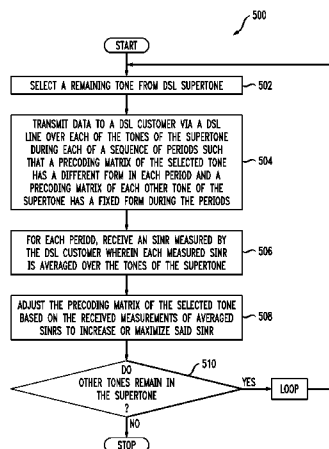 500
START
SELECT A REMAINING TONE FROM DSL SUPERTONE
502
TRANSMIT DATA TO A DSL CUSTOMER VIA A DSL
LINE OVER EACH OF THE TONES OF THE SUPERTONE
DURING EACH OF A SEQUENCE OF PERIODS SUCH
THAT A PRECODING MATRIX OF THE SELECTED TONE
HAS A DIFFERENT FORM IN EACH PERIOD AND A
PRECODING MATRIX OF EACH OTHER TONE OF THE
SUPERTONE HAS A FIXED FORM DURING THE PERIODS
504
FOR EACH PERIOD, RECEIVE AN SINR MEASURED BY
THE DSL CUSTOMER WHEREIN EACH MEASURED SINR
IS AVERAGED OVER THE TONES OF THE SUPERTONE
506
ADJUST THE PRECODING MATRIX OF THE SELECTED TONE
BASED ON THE RECEIVED MEASUREMENTS OF AVERAGED
SINRS TO INCREASE OR MAXIMIZE SAID SINR
508
510
DO
OTHER TONES REMAIN IN
THE SUPERTONE
?
YES
LOOP
NO
STOP